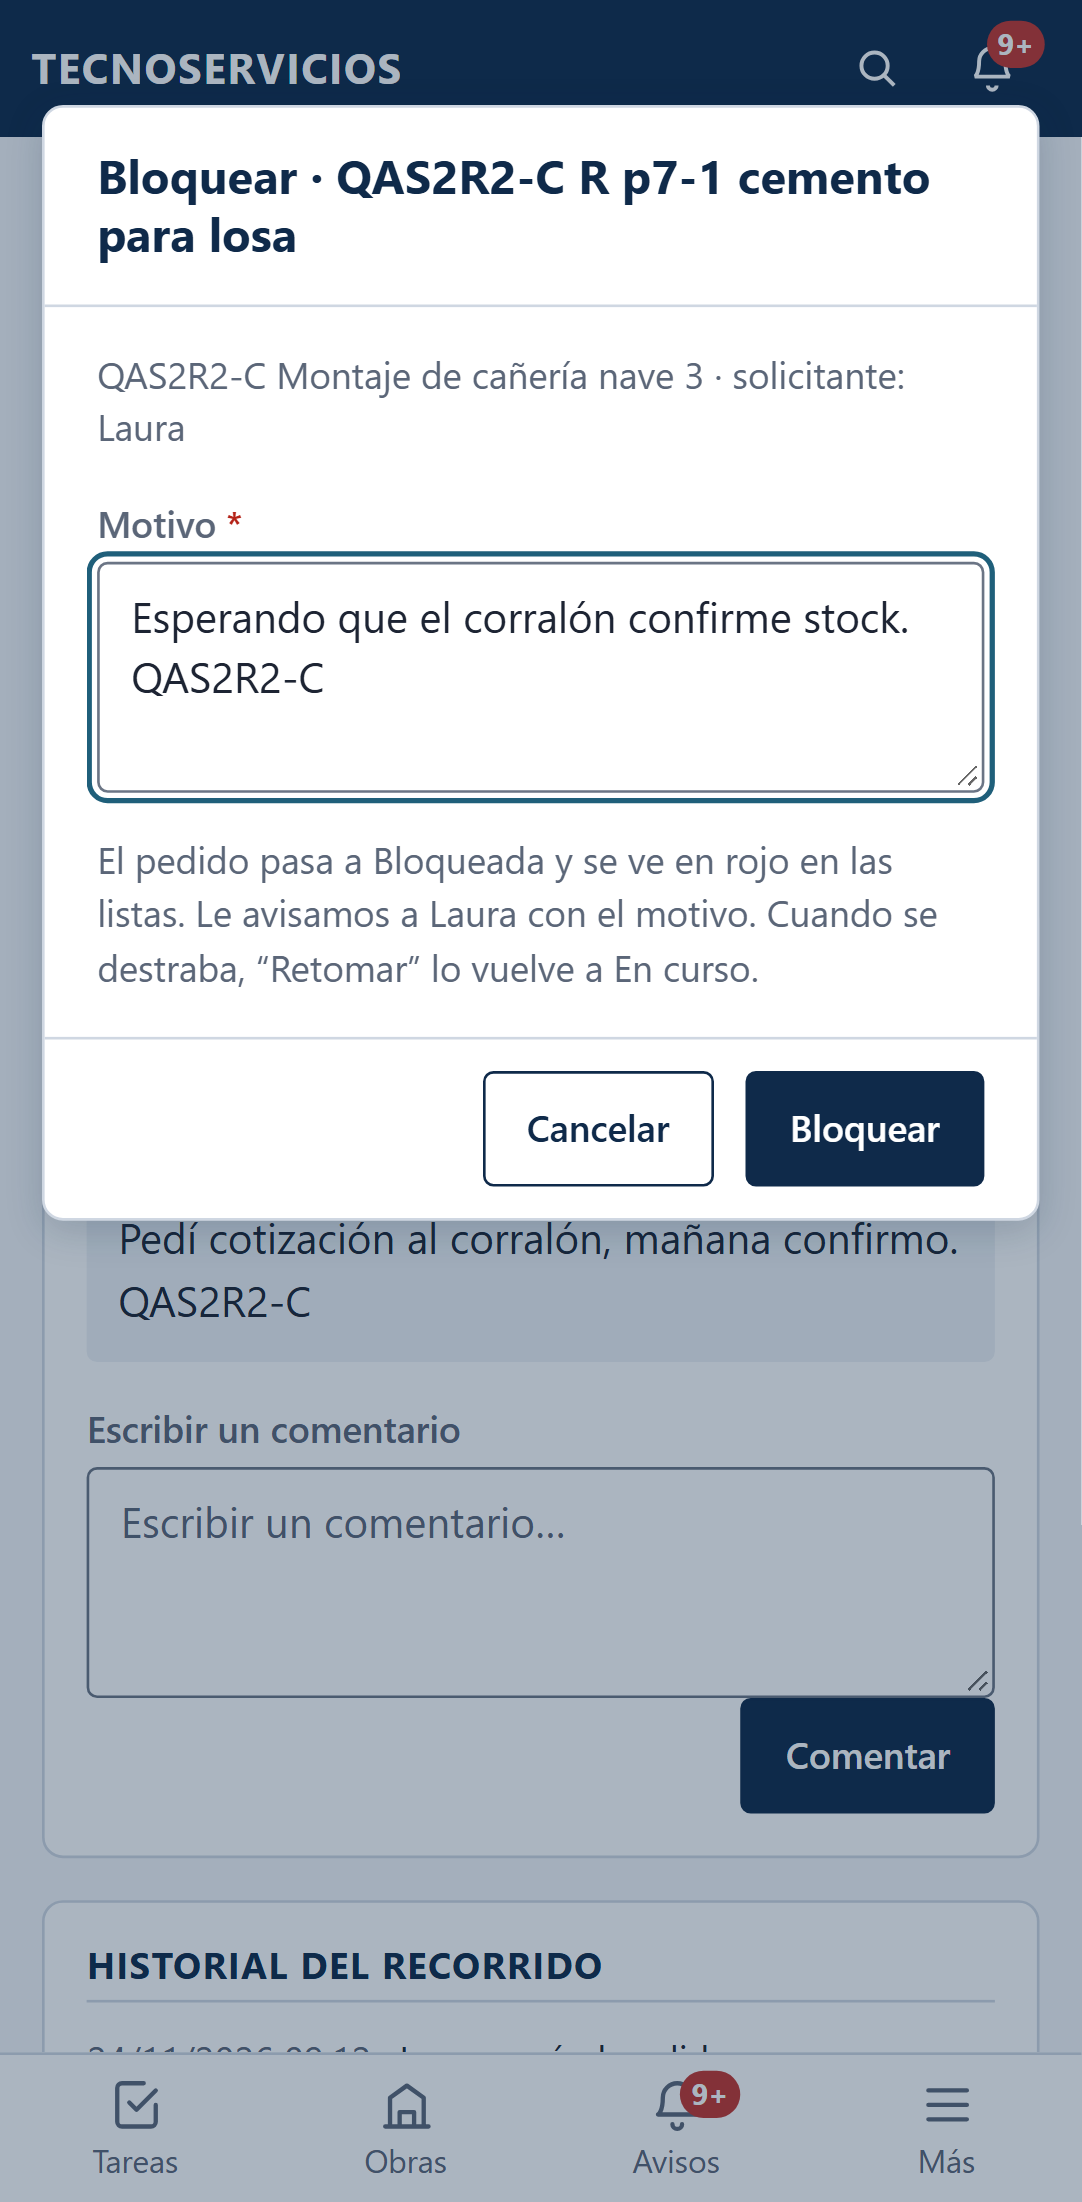 TECNOSERVICIOS
9+
Bloquear · QAS2R2-C R p7-1 cemento
para losa
QAS2R2-C Montaje de cañería nave 3 · solicitante:
Laura
Motivo *
Esperando que el corralón confirme stock.
QAS2R2-C
El pedido pasa a Bloqueada y se ve en rojo en las
listas. Le avisamos a Laura con el motivo. Cuando se
destraba, “Retomar” lo vuelve a En curso.
Cancelar
Bloquear
Pedí cotización al corralón, mañana confirmo.
QAS2R2-C
Escribir un comentario
Escribir un comentario...
Comentar
HISTORIAL DEL RECORRIDO
9+
Tareas
Obras
Avisos
Más